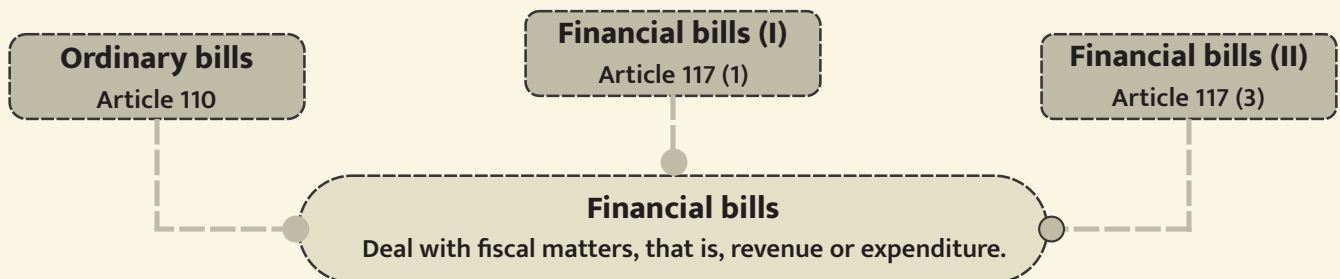 Ordinary bills
Article 110
Financial bills (I)
Article 117 (1)
Financial bills (II)
Article 117 (3)
Financial bills
Deal with fiscal matters, that is, revenue or expenditure.